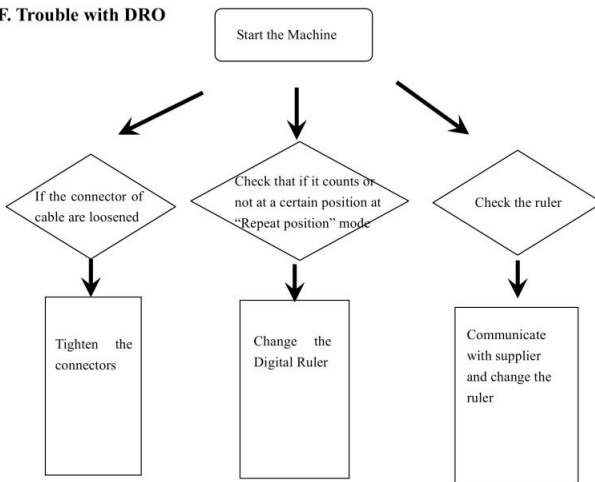 F. Trouble with DRO
Start the Machine
If the connector of
cable are loosened
Check that if it counts or
not at a certain position at
“Repeat position” mode
Check the ruler
Tighten the
connectors
Change the
Digital Ruler
Communicate
with supplier
and change the
ruler